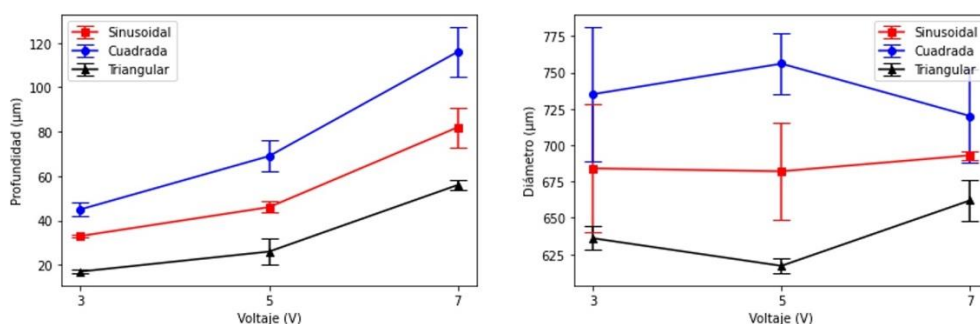 Sinusoidal
Cuadrada
Triangular
120
100
80
60
40
20
3
5
7
Profundidad (µm)
Voltaje (V)
Sinusoidal
Cuadrada
Triangular
775
750
725
700
675
650
625
3
5
7
Diámetro (µm)
Voltaje (V)